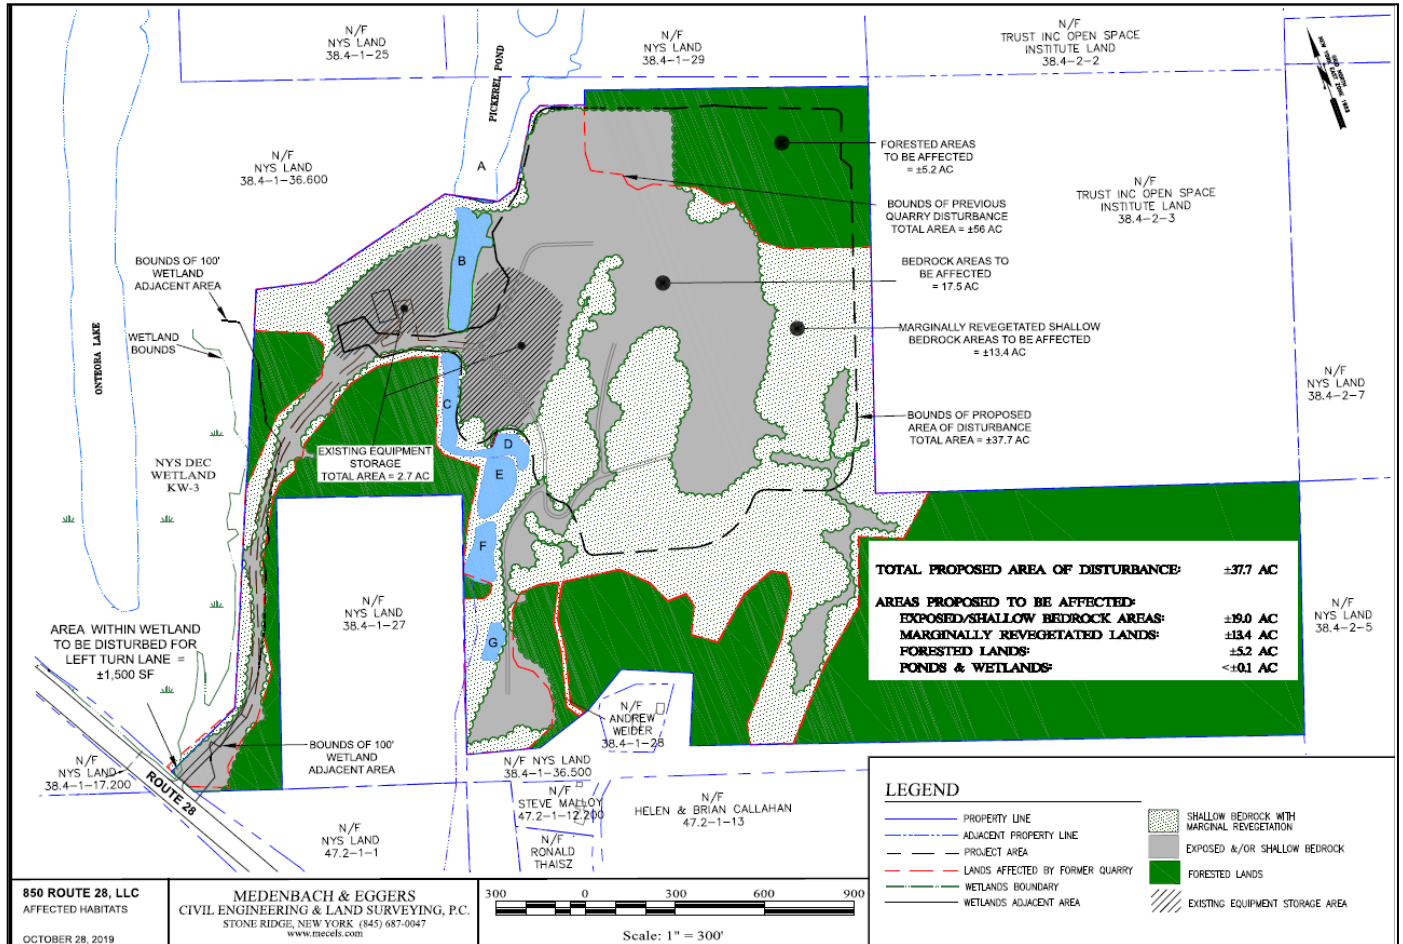 N/F
NYS LAND
38.4-1-25
PICKEREL POND
N/F
NYS LAND
38.4-1-29
N/F
TRUST INC OPEN SPACE
INSTITUTE LAND
38.4-2-2
A
N/F
NYS LAND
38.4-1-36.600
FORESTED AREAS
TO BE AFFECTED
= ±5.2 AC
N/F
TRUST INC OPEN SPACE
INSTITUTE LAND
38.4-2-3
BOUNDS OF PREVIOUS
QUARRY DISTURBANCE
TOTAL AREA = ±56 AC
BOUNDS OF 100'
WETLAND
ADJACENT AREA
B
BEDROCK AREAS TO
BE AFFECTED
= 17.5 AC
WETLAND
BOUNDS
ONTEORA LAKE
MARGINALLY REVEGETATED SHALLOW
BEDROCK AREAS TO BE AFFECTED
= ±13.4 AC
N/F
NYS LAND
38.4-2-7
C
BOUNDS OF PROPOSED
AREA OF DISTURBANCE
TOTAL AREA = ±37.7 AC
D
EXISTING EQUIPMENT
STORAGE
TOTAL AREA = 2.7 AC
NYS DEC
WETLAND
KW-3
E
F
TOTAL PROPOSED AREA OF DISTURBANCE: ±37.7 AC
AREAS PROPOSED TO BE AFFECTED:
EXPOSED/SHALLOW BEDROCK AREAS: ±19.0 AC
MARGINALLY REVEGETATED LANDS: ±13.4 AC
FORESTED LANDS: ±5.2 AC
PONDS & WETLANDS: <±0.1 AC
N/F
NYS LAND
38.4-1-27
N/F
NYS LAND
38.4-2-5
AREA WITHIN WETLAND
TO BE DISTURBED FOR
LEFT TURN LANE =
±1,500 SF
G
N/F
ANDREW
WEIDER
38.4-1-28
BOUNDS OF 100'
WETLAND
ADJACENT AREA
N/F
NYS LAND
38.4-1-17.200
ROUTE 28
N/F NYS LAND
38.4-1-36.500
N/F
STEVE MALLOY
47.2-1-12.200
N/F
HELEN & BRIAN CALLAHAN
47.2-1-13
N/F
NYS LAND
47.2-1-1
N/F
RONALD
THAISZ
LEGEND
PROPERTY LINE
ADJACENT PROPERTY LINE
PROJECT AREA
LANDS AFFECTED BY FORMER QUARRY
WETLANDS BOUNDARY
WETLANDS ADJACENT AREA
SHALLOW BEDROCK WITH
MARGINAL REVEGETATION
EXPOSED &/OR SHALLOW BEDROCK
FORESTED LANDS
EXISTING EQUIPMENT STORAGE AREA
850 ROUTE 28, LLC
AFFECTED HABITATS
OCTOBER 28, 2019
MEDENBACH & EGGERS
CIVIL ENGINEERING & LAND SURVEYING, P.C.
STONE RIDGE, NEW YORK (845) 687-0047
www.mecels.com
300 0 300 600 900
Scale: 1" = 300'